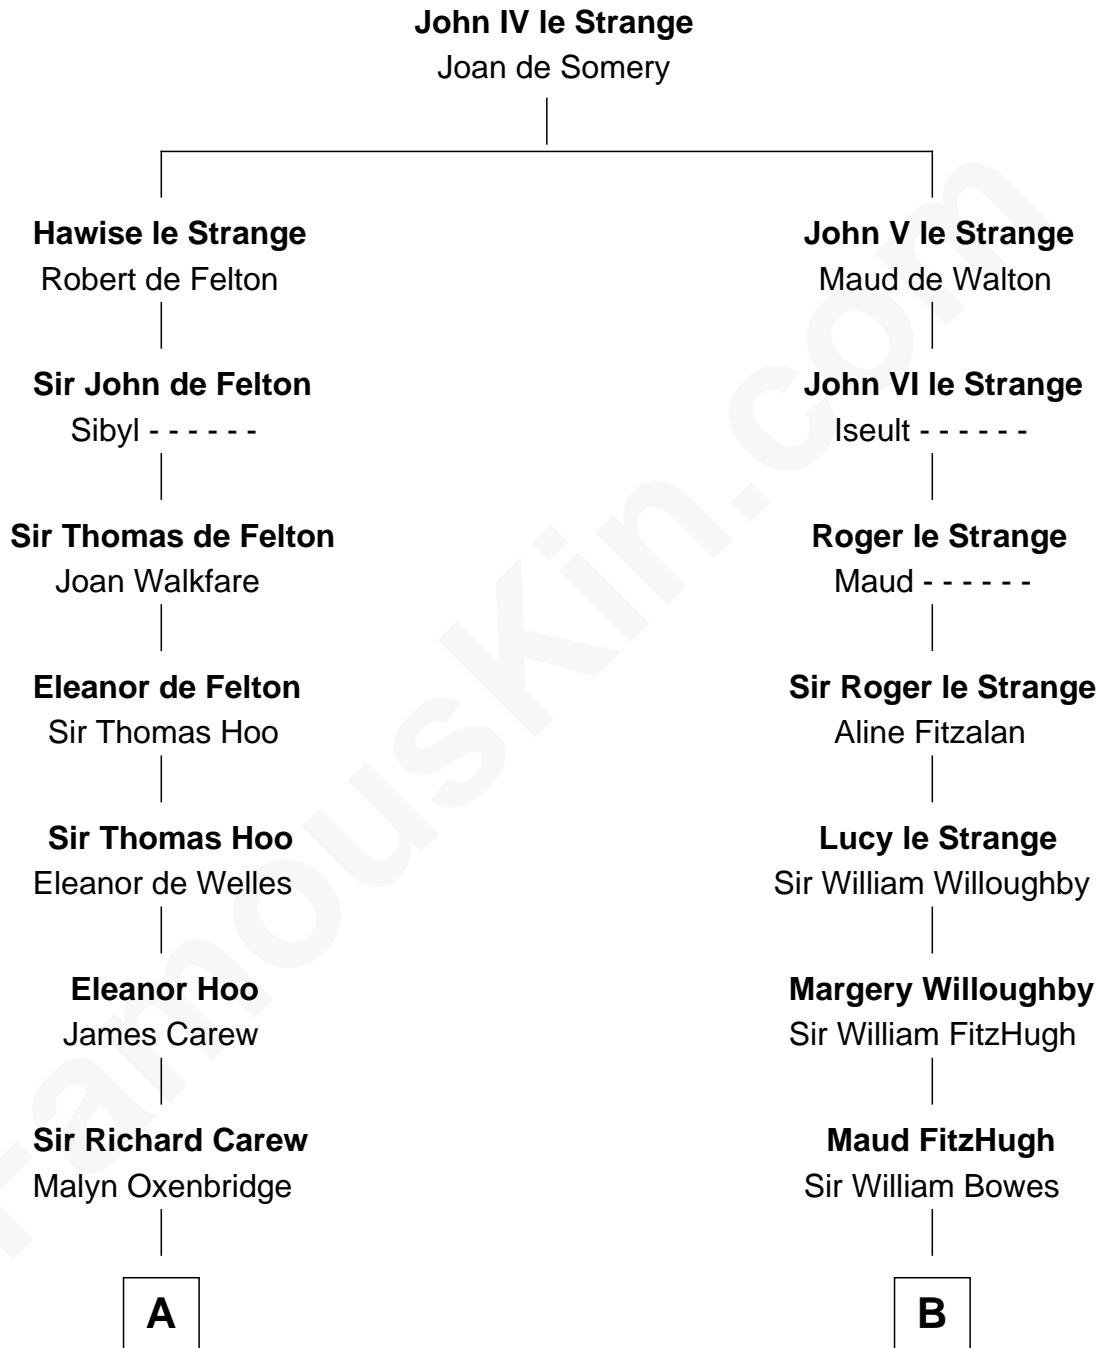 John IV le Strange
Joan de Somery
Hawise le Strange
Robert de Felton
John V le Strange
Maud de Walton
Sir John de Felton
Sibyl - - - - - -
John VI le Strange
Iseult - - - - - -
Sir Thomas de Felton
Joan Walkfare
Roger le Strange
Maud - - - - - -
Eleanor de Felton
Sir Thomas Hoo
Sir Roger le Strange
Aline Fitzalan
Sir Thomas Hoo
Eleanor de Welles
Lucy le Strange
Sir William Willoughby
Eleanor Hoo
James Carew
Margery Willoughby
Sir William FitzHugh
Sir Richard Carew
Malyn Oxenbridge
Maud FitzHugh
Sir William Bowes
A
B
FamousKin.com